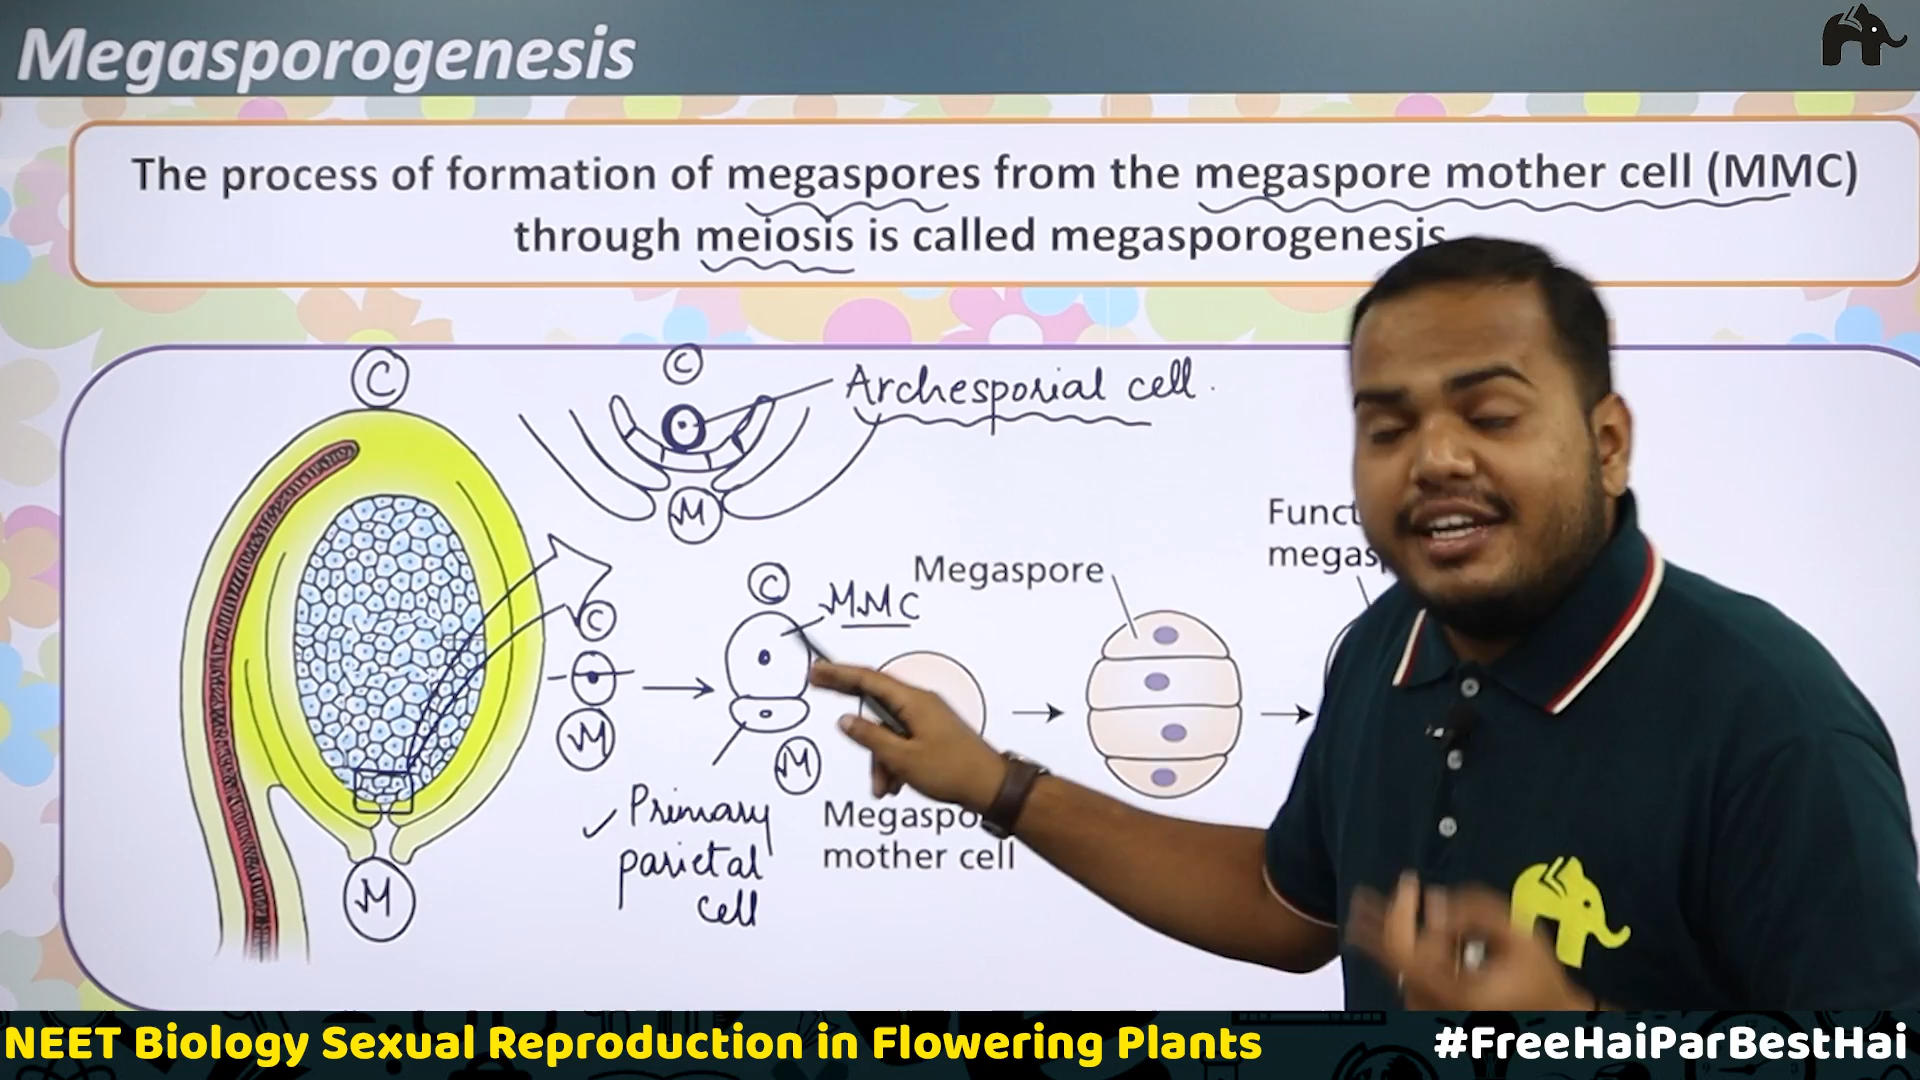 Megasporogenesis
The process of formation of megaspores from the megaspore mother cell (MMC)
through meiosis is called megasporogenesis
C
C
Archesporial cell.
M
Funct
megas
Megaspore
C
MMC
C
M
M
Primary
parietal
cell
Megaspo
mother cell
M
NEET Biology Sexual Reproduction in Flowering Plants
#FreeHaiParBestHai